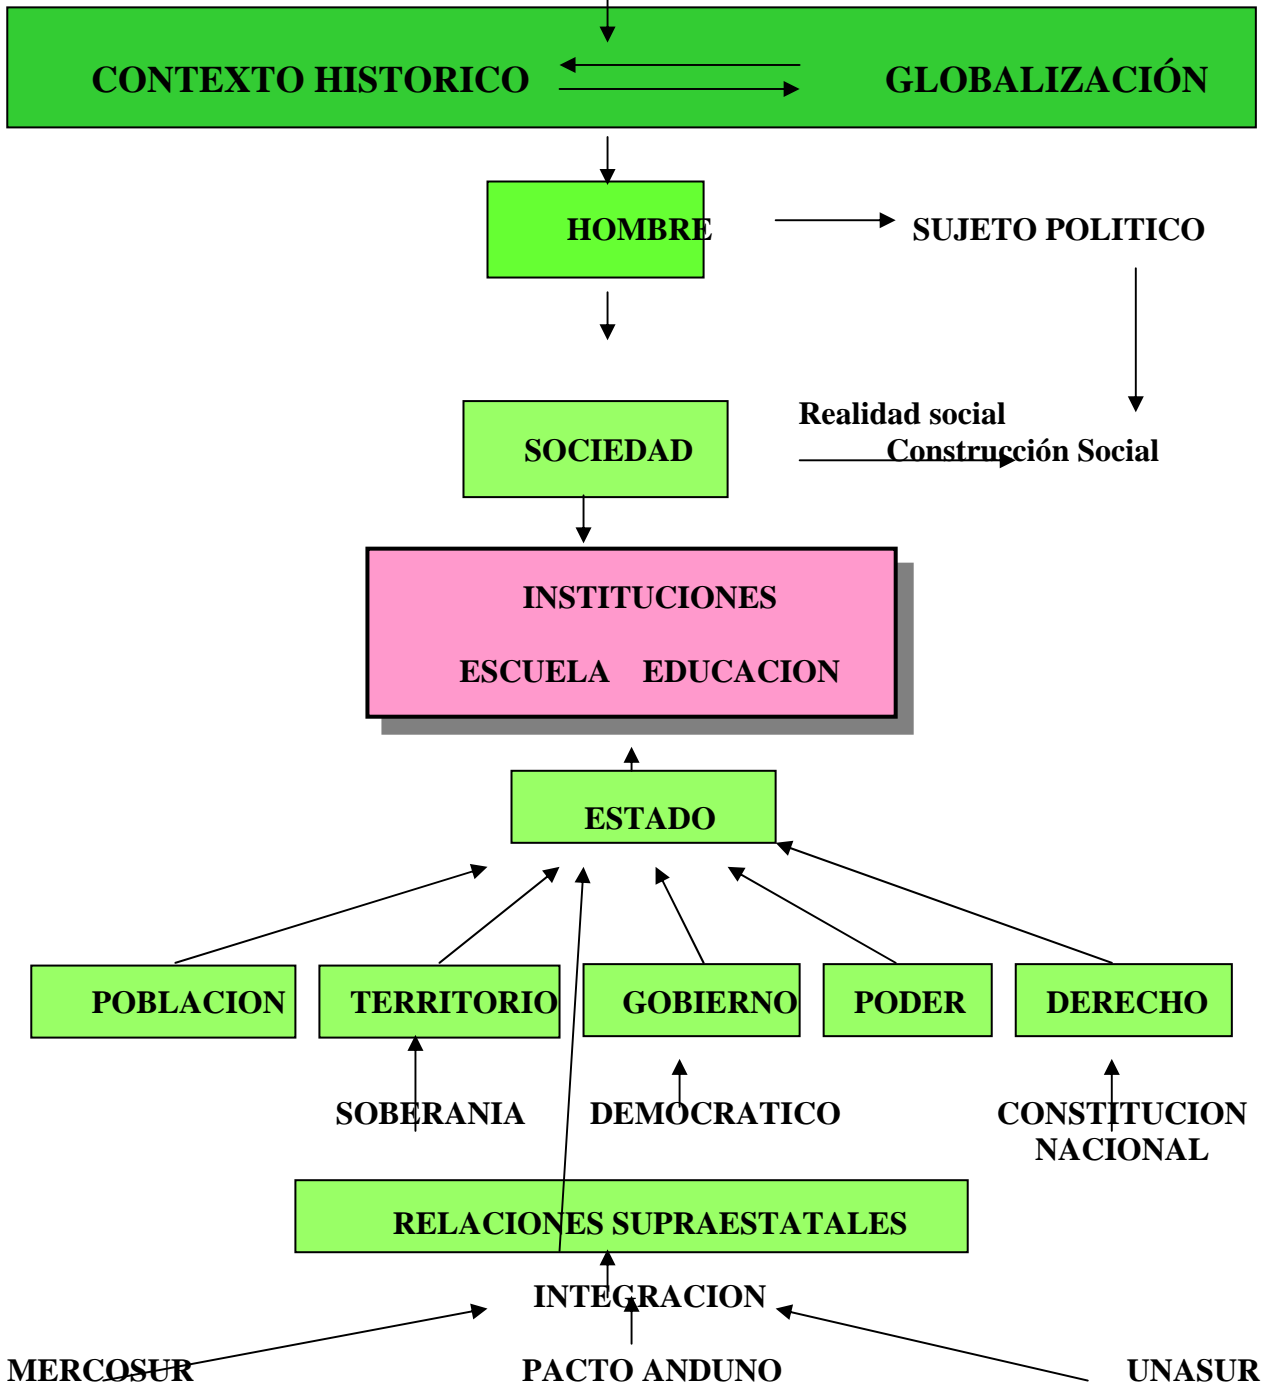 CONTEXTO HISTORICO GLOBALIZACIÓN
HOMBRE SUJETO POLITICO
Realidad social
SOCIEDAD Construcción Social
INSTITUCIONES
ESCUELA EDUCACION
ESTADO
POBLACION TERRITORIO GOBIERNO PODER DERECHO
SOBERANIA DEMOCRATICO CONSTITUCION
NACIONAL
RELACIONES SUPRAESTATALES
INTEGRACION
MERCOSUR PACTO ANDUNO UNASUR